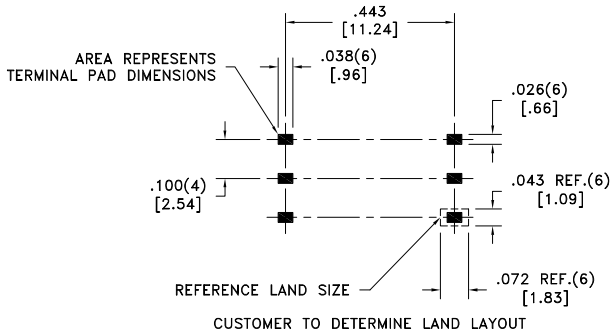 .443
[11.24]
AREA REPRESENTS
TERMINAL PAD DIMENSIONS
.038(6)
[.96]
.026(6)
[.66]
.100(4)
[2.54]
.043 REF.(6)
[1.09]
REFERENCE LAND SIZE
.072 REF.(6)
[1.83]
CUSTOMER TO DETERMINE LAND LAYOUT